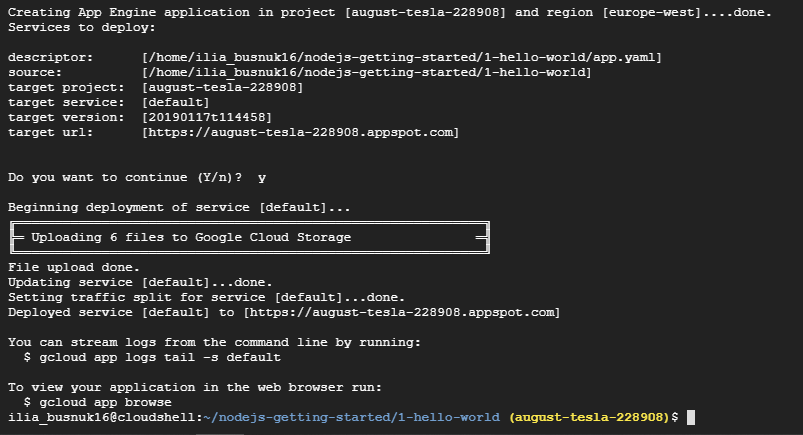 Creating App Engine application in project [august-tesla-228908] and region [europe-west]....done.
Services to deploy:
descriptor:      [/home/ilia_busnuk16/nodejs-getting-started/1-hello-world/app.yaml]
source:          [/home/ilia_busnuk16/nodejs-getting-started/1-hello-world]
target project:  [august-tesla-228908]
target service:  [default]
target version:  [20190117t114458]
target url:      [https://august-tesla-228908.appspot.com]
Do you want to continue (Y/n)?  y
Beginning deployment of service [default]...
Uploading 6 files to Google Cloud Storage
File upload done.
Updating service [default]...done.
Setting traffic split for service [default]...done.
Deployed service [default] to [https://august-tesla-228908.appspot.com]
You can stream logs from the command line by running:
  $ gcloud app logs tail -s default
To view your application in the web browser run:
  $ gcloud app browse
ilia_busnuk16@cloudshell:~/nodejs-getting-started/1-hello-world (august-tesla-228908)$